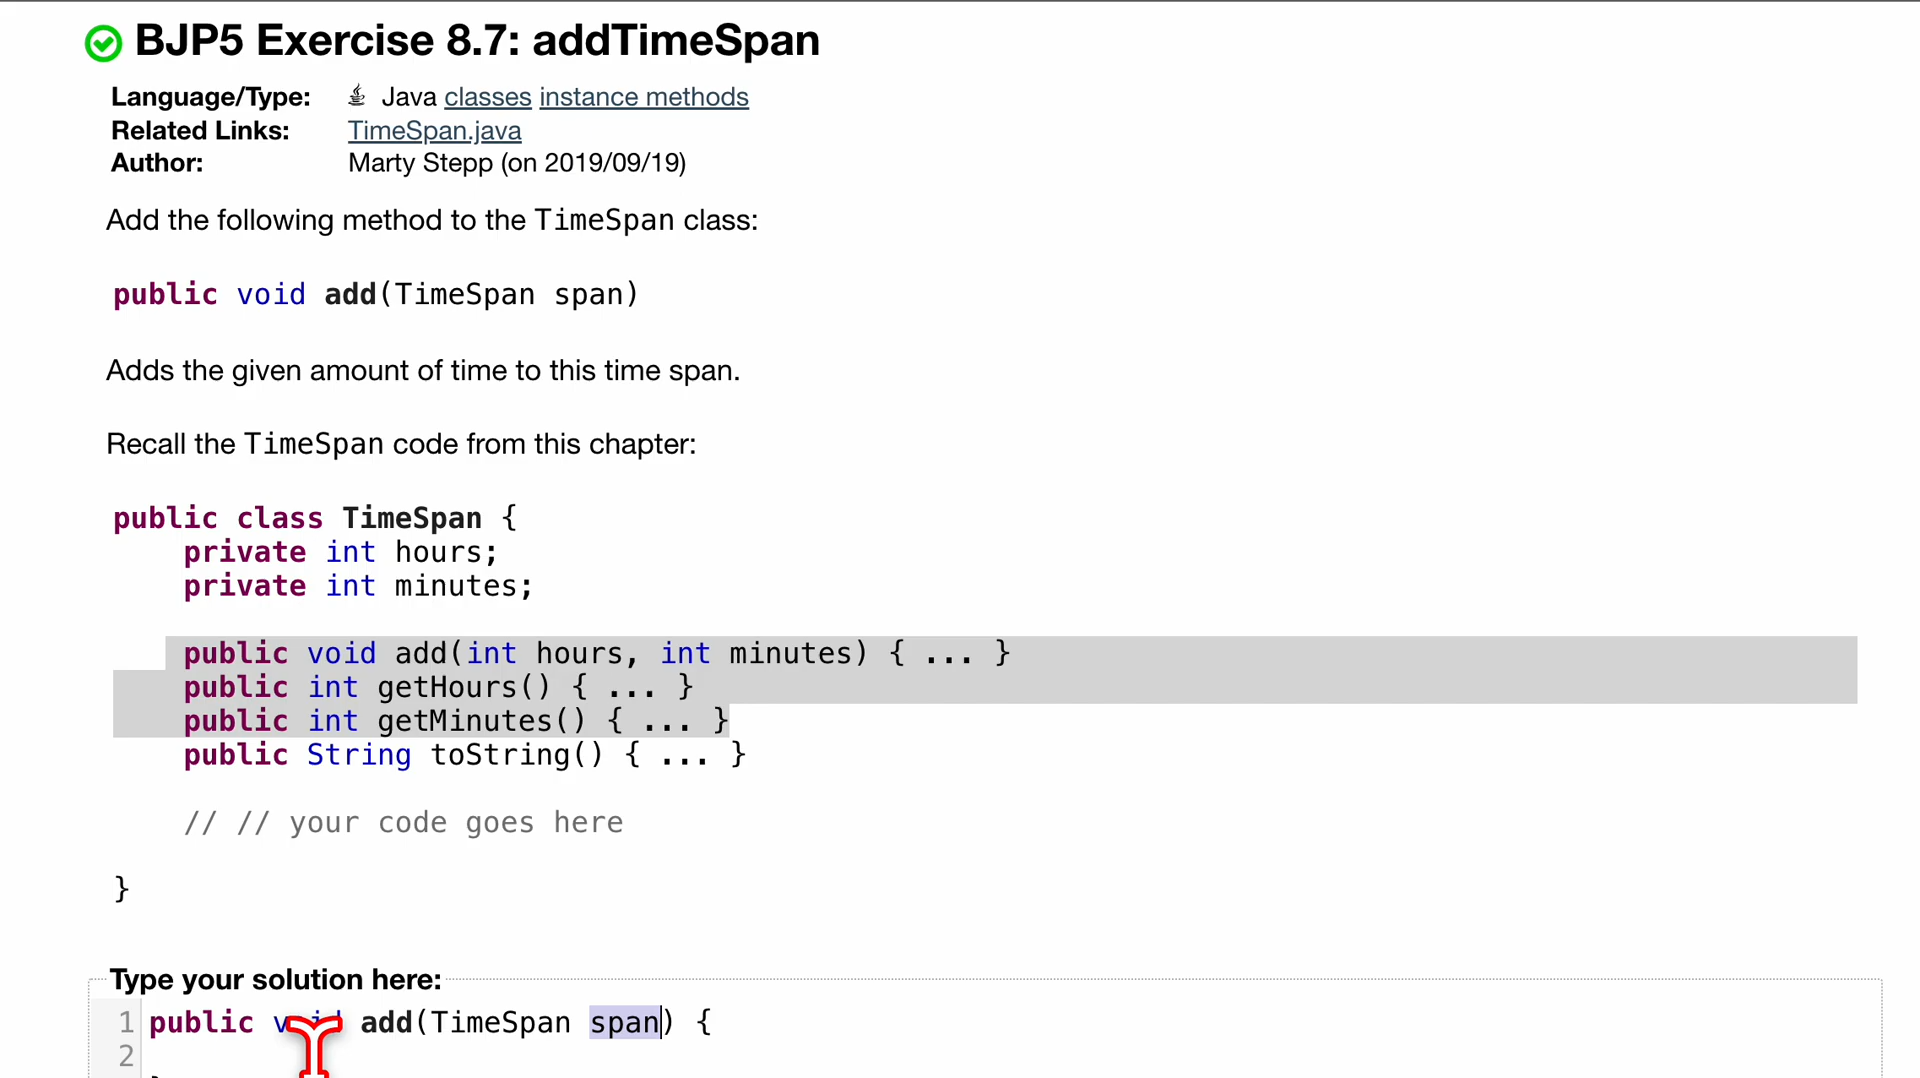 BJP5 Exercise 8.7: addTimeSpan
Language/Type: Java classes instance methods
Related Links: TimeSpan.java
Author: Marty Stepp (on 2019/09/19)
Add the following method to the TimeSpan class:
public void add(TimeSpan span)
Adds the given amount of time to this time span.
Recall the TimeSpan code from this chapter:
public class TimeSpan {
private int hours;
private int minutes;
public void add(int hours, int minutes) { ... }
public int getHours() { ... }
public int getMinutes() { ... }
public String toString() { ... }
// // your code goes here
}
Type your solution here:
1 public void add(TimeSpan span) {
2